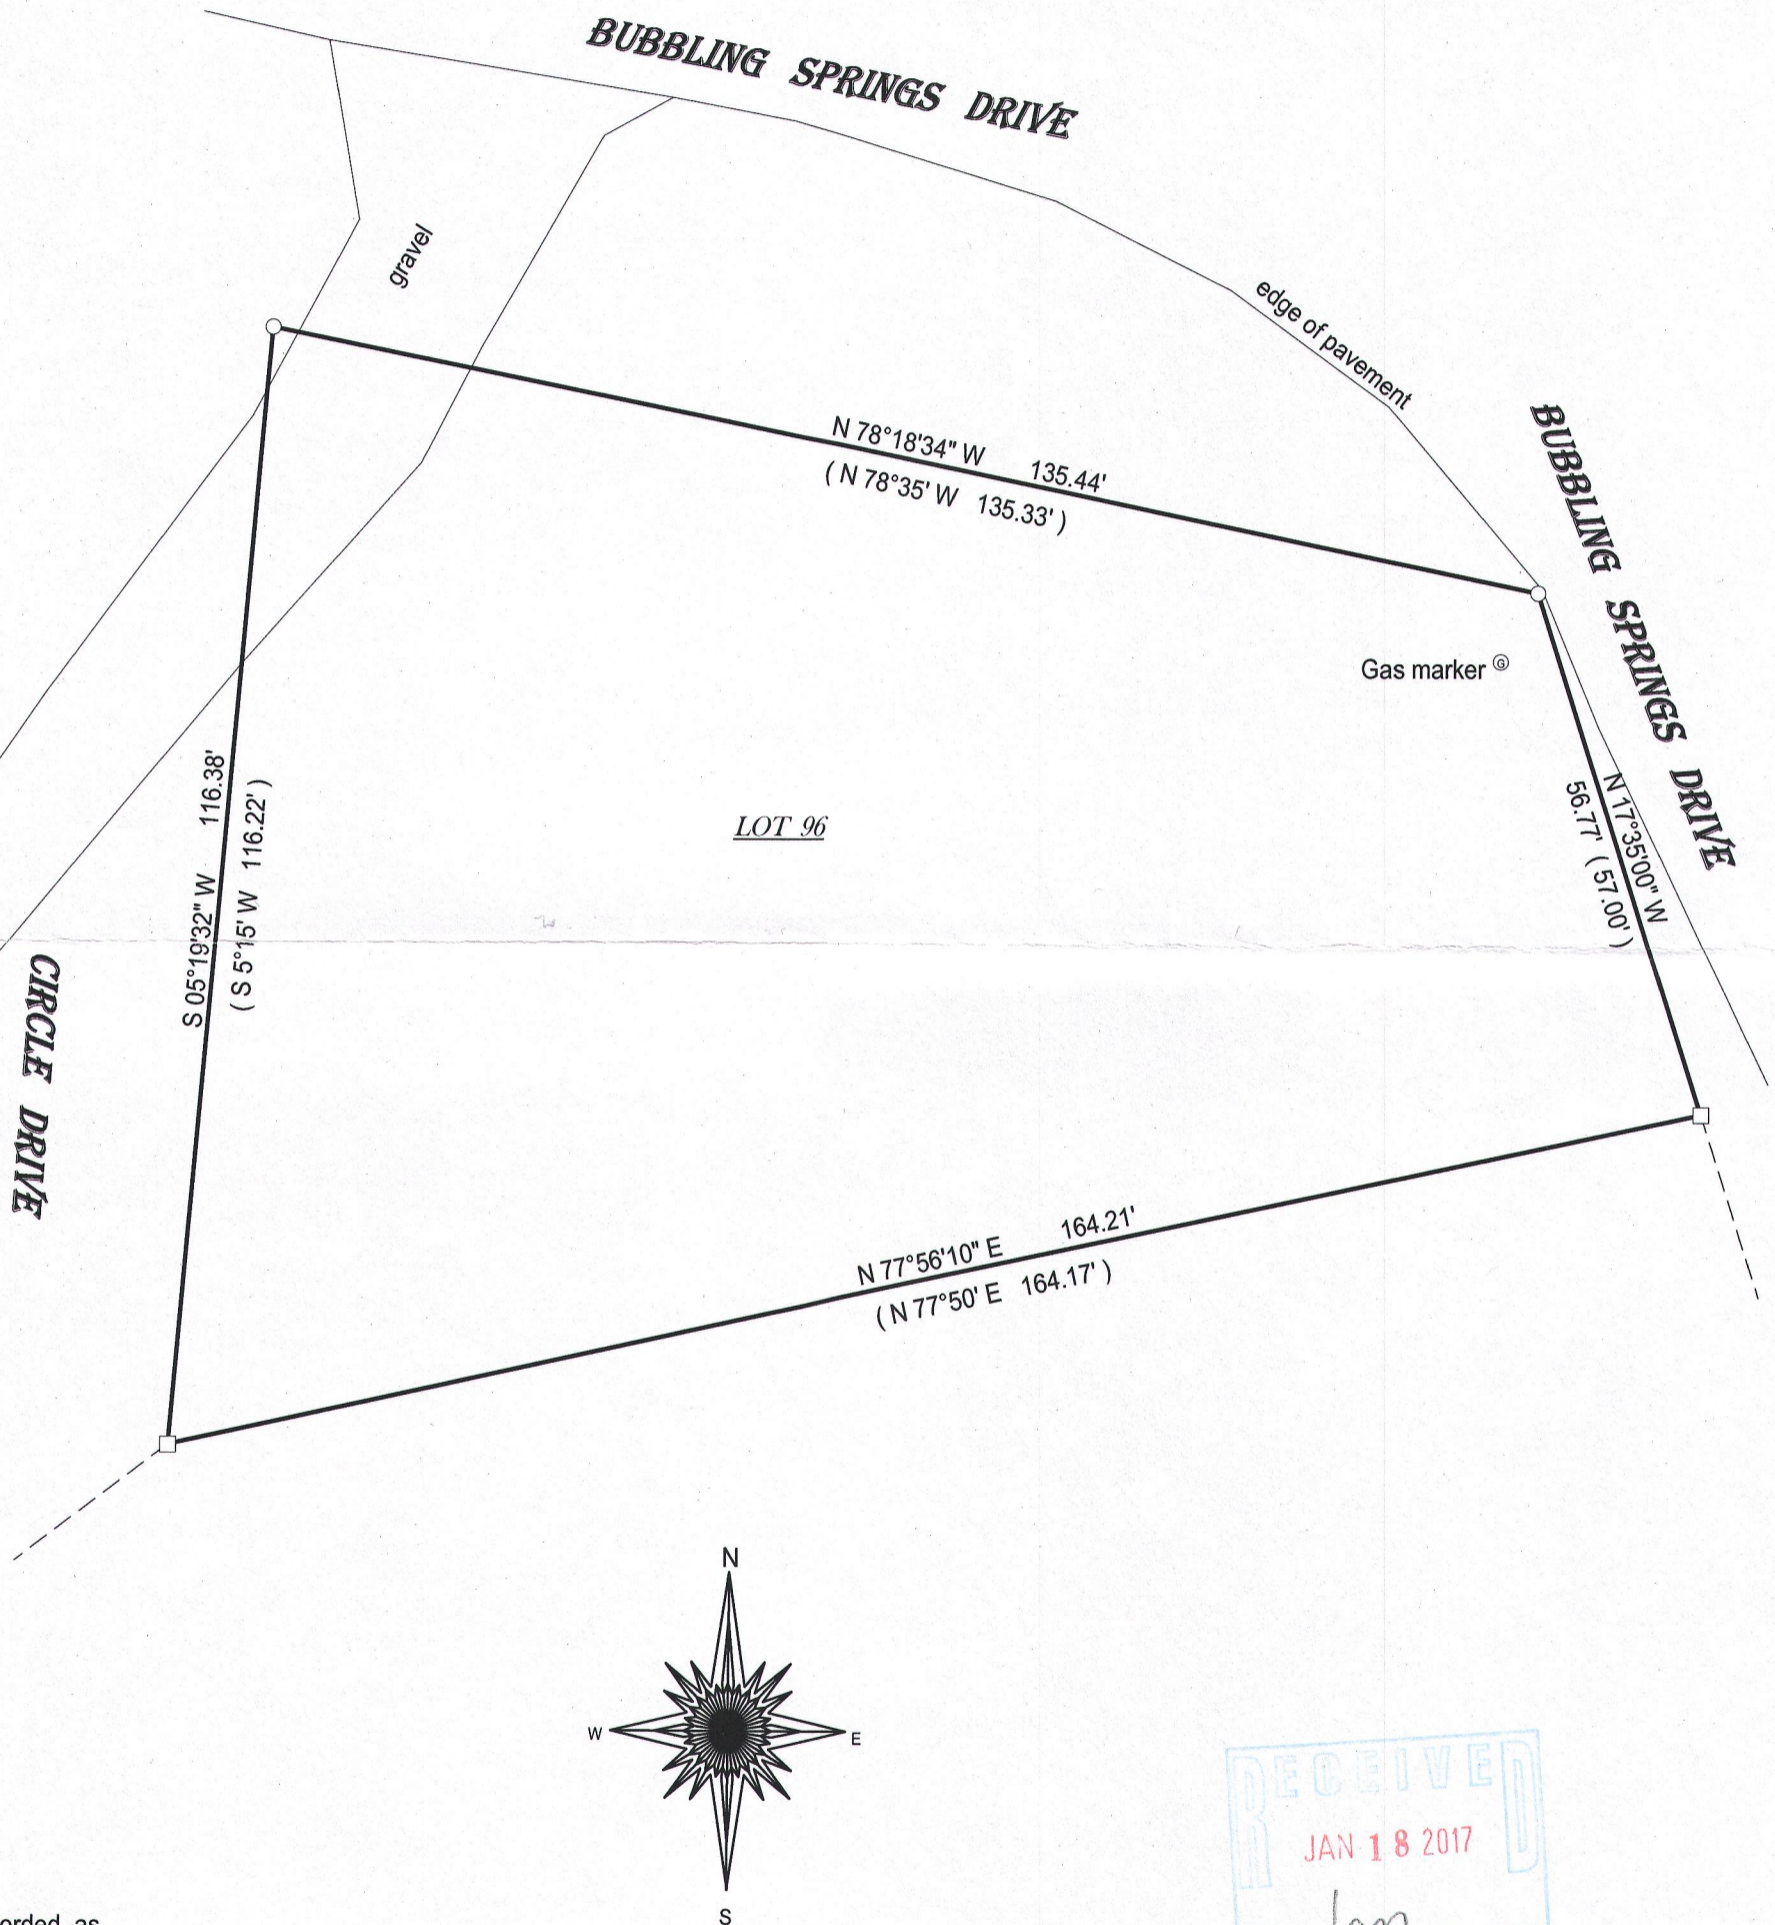 BUBBLING SPRINGS DRIVE
gravel
edge of pavement
N 78°18'34" W 135.44'
( N 78°35' W 135.33' )
BUBBLING SPRINGS DRIVE
Gas marker G
N 17°35'00" W
56.77' ( 57.00' )
S 05°19'32" W 116.38'
( S 5°15' W 116.22' )
LOT 96
CIRCLE DRIVE
N 77°56'10" E 164.21'
( N 77°50' E 164.17' )
N
W E
S
RECEIVED
JAN 18 2017
as